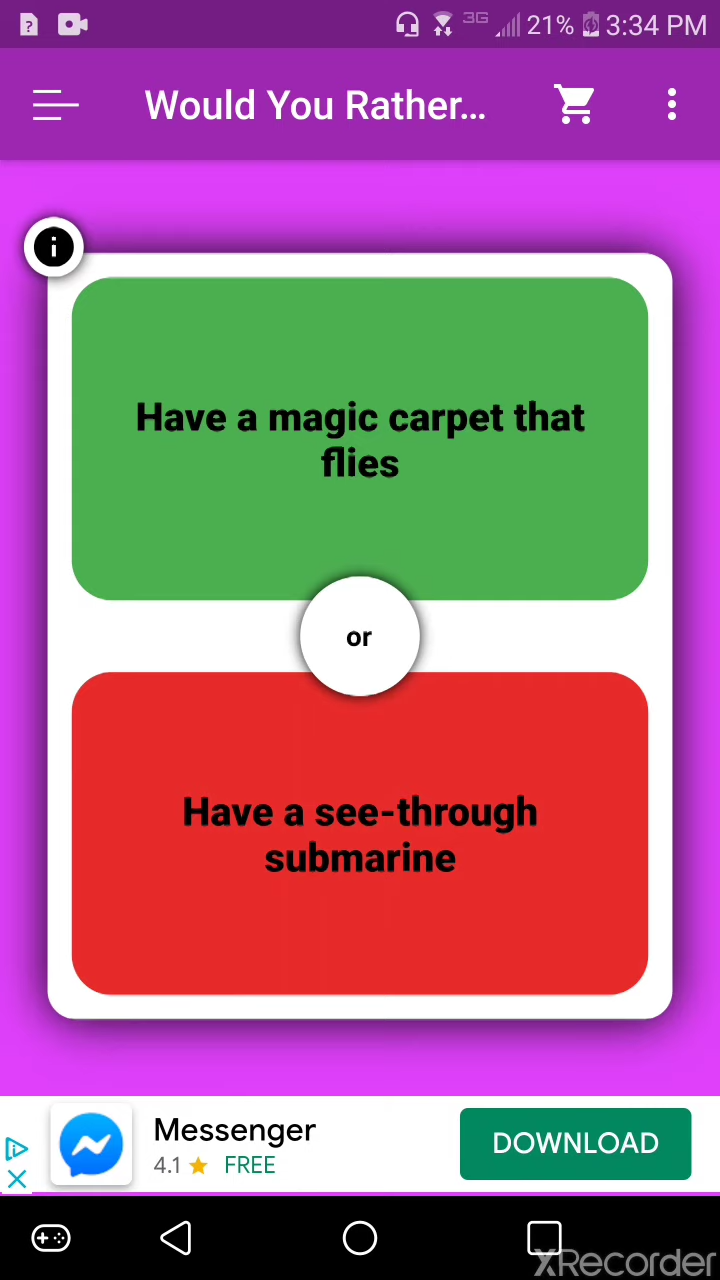 3G 21% 3:34 PM
Would You Rather...
Have a magic carpet that
flies
or
Have a see-through
submarine
Messenger
4.1 FREE
DOWNLOAD
XRecorder